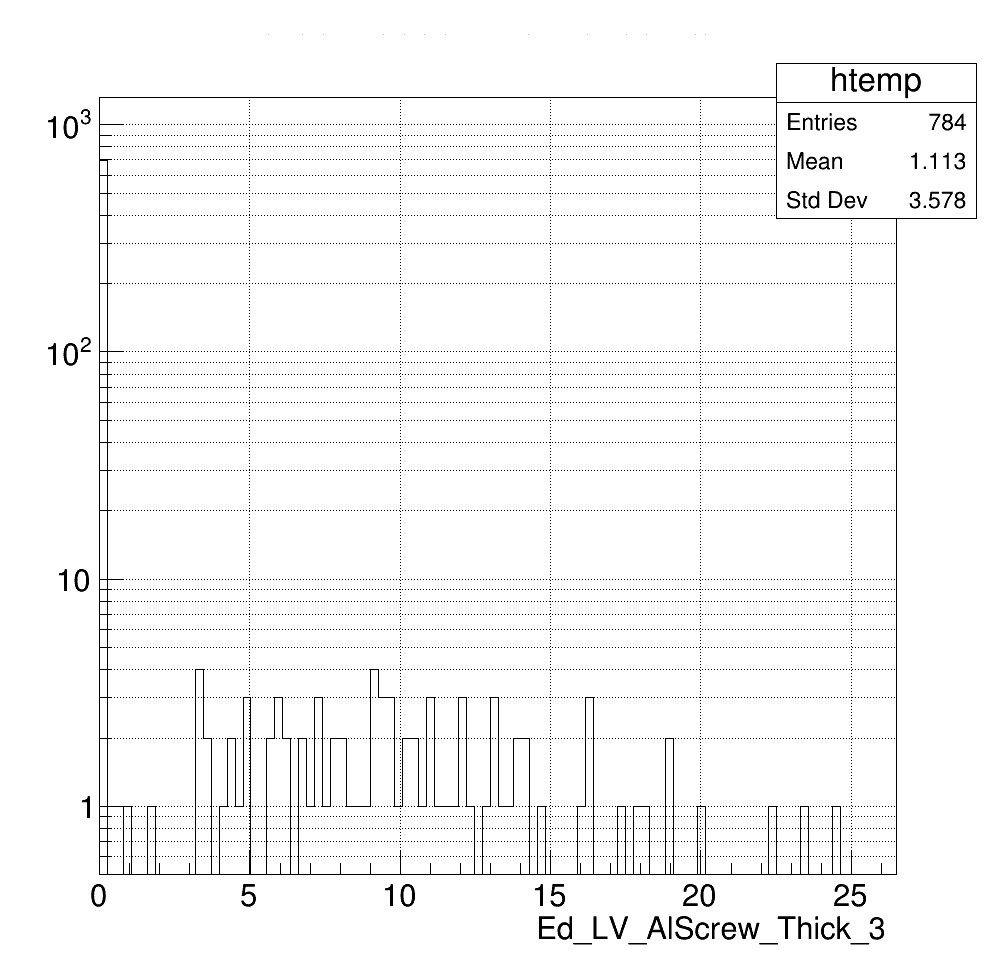 htemp
Entries 784
Mean 1.113
Std Dev 3.578
10³
10²
10
1
0 5 10 15 20 25
Ed_LV_AlScrew_Thick_3